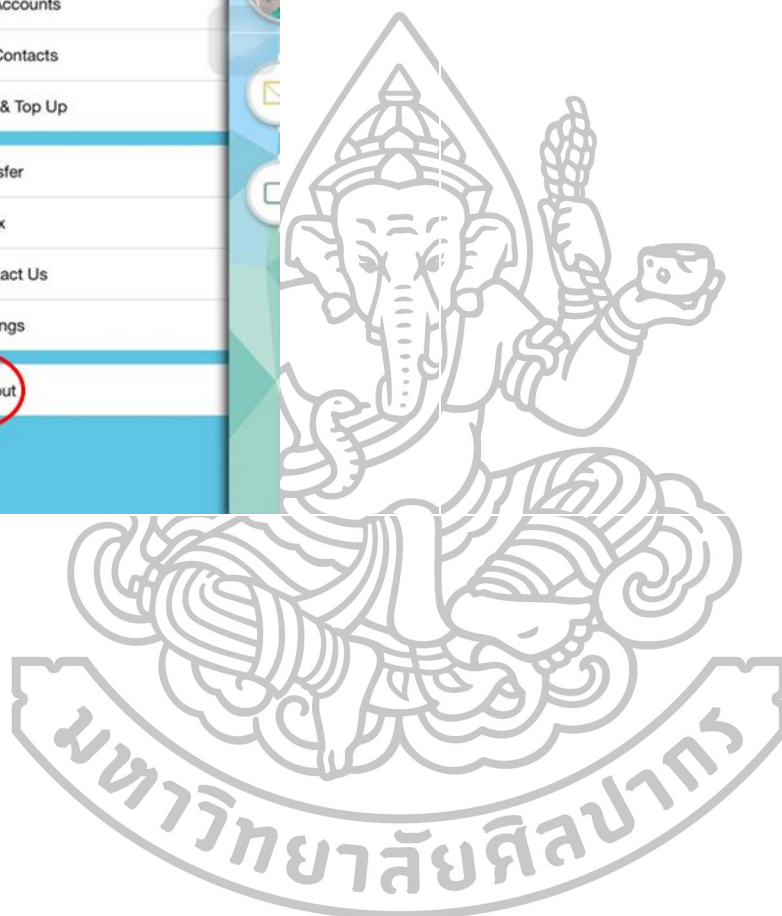 Accounts
Contacts
& Top Up
sfer
x
act Us
ngs
out
มหาวิทยาลัยศิลปากร